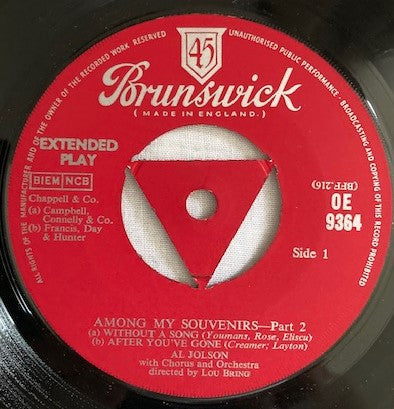 ALL RIGHTS OF THE MANUFACTURER AND OF THE OWNER OF THE RECORDED WORK RESERVED
UNAUTHORISED PUBLIC PERFORMANCE, BROADCASTING AND COPYING OF THIS RECORD PROHIBITED
45
Brunswick
(MADE IN ENGLAND.)
EXTENDED
PLAY
BIEM NCB
Chappell & Co.
(a) Campbell,
Connelly & Co.
(b) Francis, Day
& Hunter
(BFF.216)
OE
9364
Side 1
AMONG MY SOUVENIRS—Part 2
(a) WITHOUT A SONG (Youmans, Rose, Eliscu)
(b) AFTER YOU'VE GONE (Creamer; Layton)
AL JOLSON
with Chorus and Orchestra
directed by LOU BRING